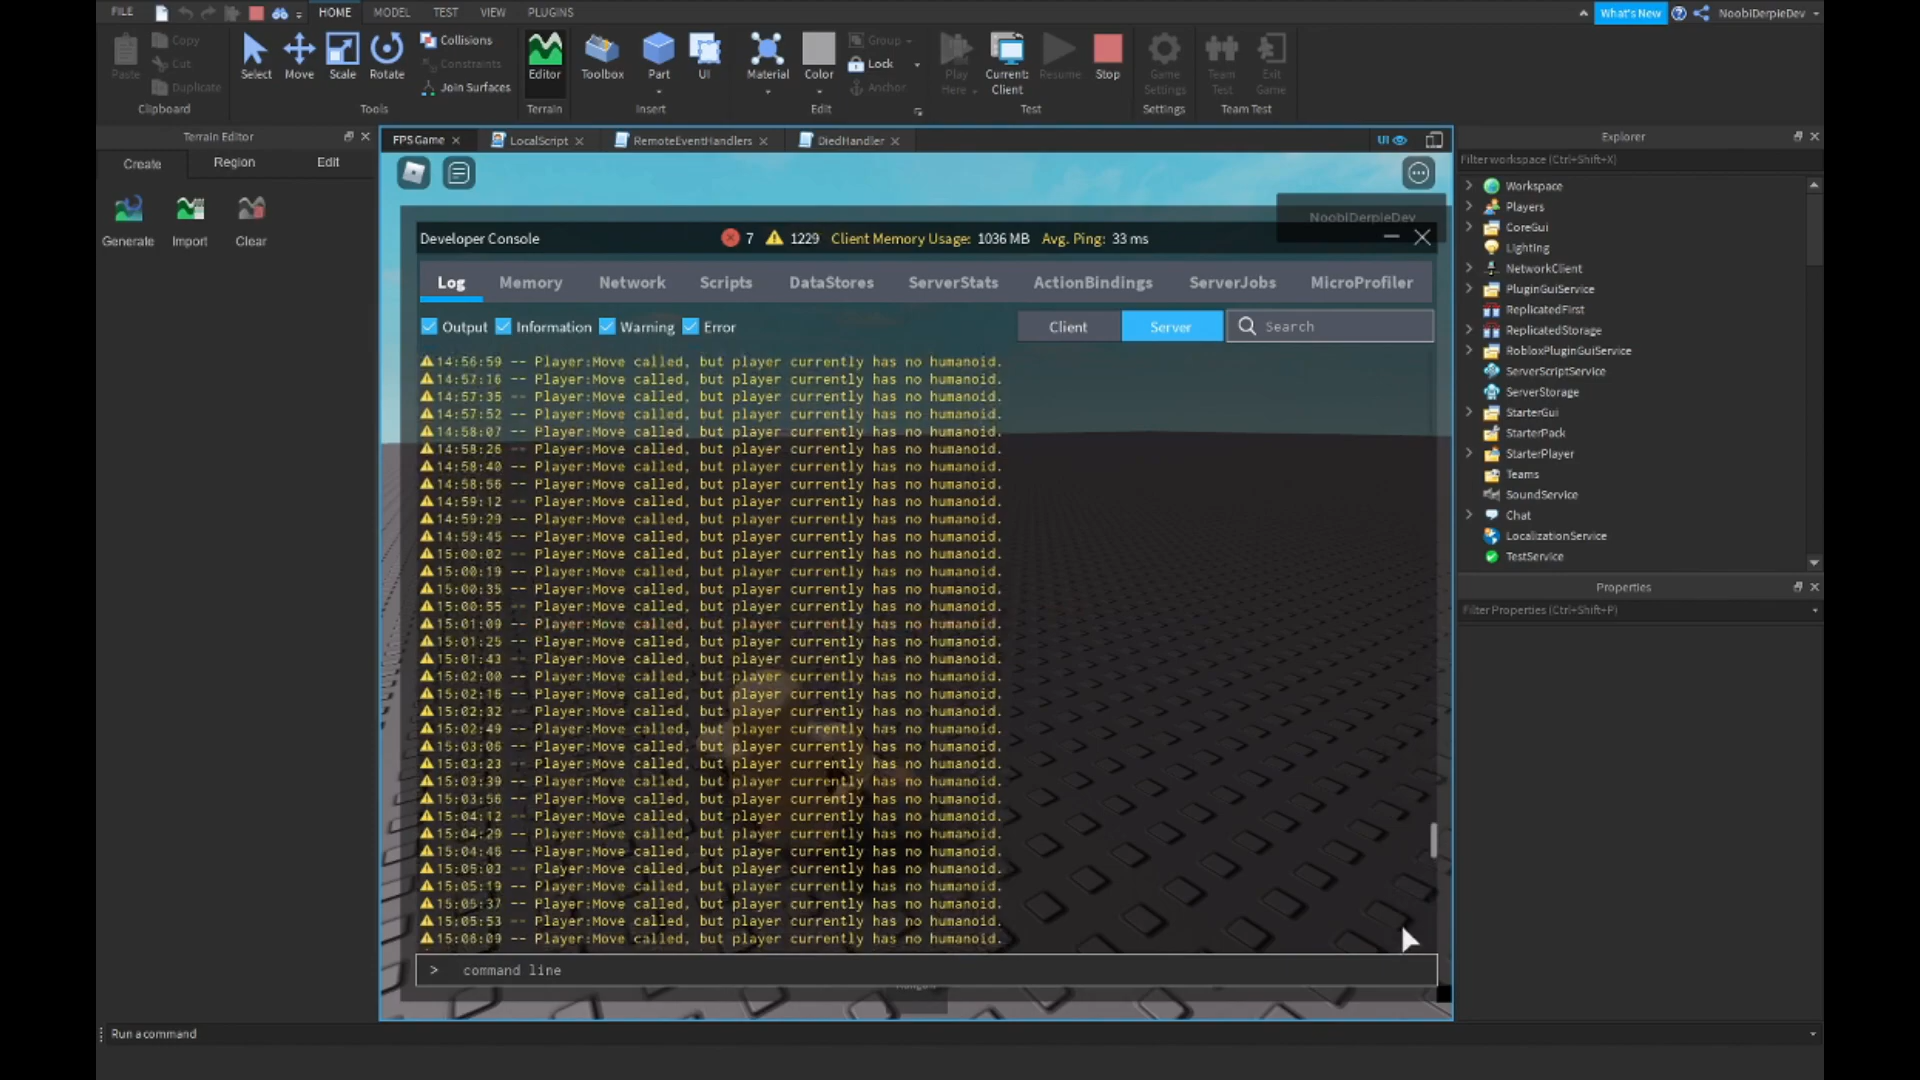 FILE HOME MODEL TEST VIEW PLUGINS What's New NoobiDerpieDev
Paste Copy Cut Duplicate
Select Move Scale Rotate
Collisions Constraints Join Surfaces
Editor Toolbox Part UI
Material Color Group Lock Anchor
Play Here Current: Client Resume Stop
Game Settings Team Test Exit Game
Clipboard Tools Terrain Insert Edit Test Settings Team Test
Terrain Editor
Create Region Edit
Generate Import Clear
FPSGame LocalScript RemoteEventHandlers DiedHandler UI
NoobiDerpieDev
Developer Console 7 1229 Client Memory Usage: 1036 MB Avg. Ping: 33 ms
Log Memory Network Scripts DataStores ServerStats ActionBindings ServerJobs MicroProfiler
Output Information Warning Error Client Server Search
14:56:59 -- Player:Move called, but player currently has no humanoid.
14:57:16 -- Player:Move called, but player currently has no humanoid.
14:57:35 -- Player:Move called, but player currently has no humanoid.
14:57:52 -- Player:Move called, but player currently has no humanoid.
14:58:07 -- Player:Move called, but player currently has no humanoid.
14:58:26 -- Player:Move called, but player currently has no humanoid.
14:58:40 -- Player:Move called, but player currently has no humanoid.
14:58:56 -- Player:Move called, but player currently has no humanoid.
14:59:12 -- Player:Move called, but player currently has no humanoid.
14:59:29 -- Player:Move called, but player currently has no humanoid.
14:59:45 -- Player:Move called, but player currently has no humanoid.
15:00:02 -- Player:Move called, but player currently has no humanoid.
15:00:19 -- Player:Move called, but player currently has no humanoid.
15:00:35 -- Player:Move called, but player currently has no humanoid.
15:00:55 -- Player:Move called, but player currently has no humanoid.
15:01:09 -- Player:Move called, but player currently has no humanoid.
15:01:25 -- Player:Move called, but player currently has no humanoid.
15:01:43 -- Player:Move called, but player currently has no humanoid.
15:02:00 -- Player:Move called, but player currently has no humanoid.
15:02:16 -- Player:Move called, but player currently has no humanoid.
15:02:32 -- Player:Move called, but player currently has no humanoid.
15:02:49 -- Player:Move called, but player currently has no humanoid.
15:03:06 -- Player:Move called, but player currently has no humanoid.
15:03:23 -- Player:Move called, but player currently has no humanoid.
15:03:39 -- Player:Move called, but player currently has no humanoid.
15:03:56 -- Player:Move called, but player currently has no humanoid.
15:04:12 -- Player:Move called, but player currently has no humanoid.
15:04:29 -- Player:Move called, but player currently has no humanoid.
15:04:46 -- Player:Move called, but player currently has no humanoid.
15:05:03 -- Player:Move called, but player currently has no humanoid.
15:05:19 -- Player:Move called, but player currently has no humanoid.
15:05:37 -- Player:Move called, but player currently has no humanoid.
15:05:53 -- Player:Move called, but player currently has no humanoid.
15:06:09 -- Player:Move called, but player currently has no humanoid.
> command line
Explorer
Filter workspace (Ctrl+Shift+X)
Workspace
Players
CoreGui
Lighting
NetworkClient
PluginGuiService
ReplicatedFirst
ReplicatedStorage
RobloxPluginGuiService
ServerScriptService
ServerStorage
StarterGui
StarterPack
StarterPlayer
Teams
SoundService
Chat
LocalizationService
TestService
Properties
Filter Properties (Ctrl+Shift+P)
Run a command